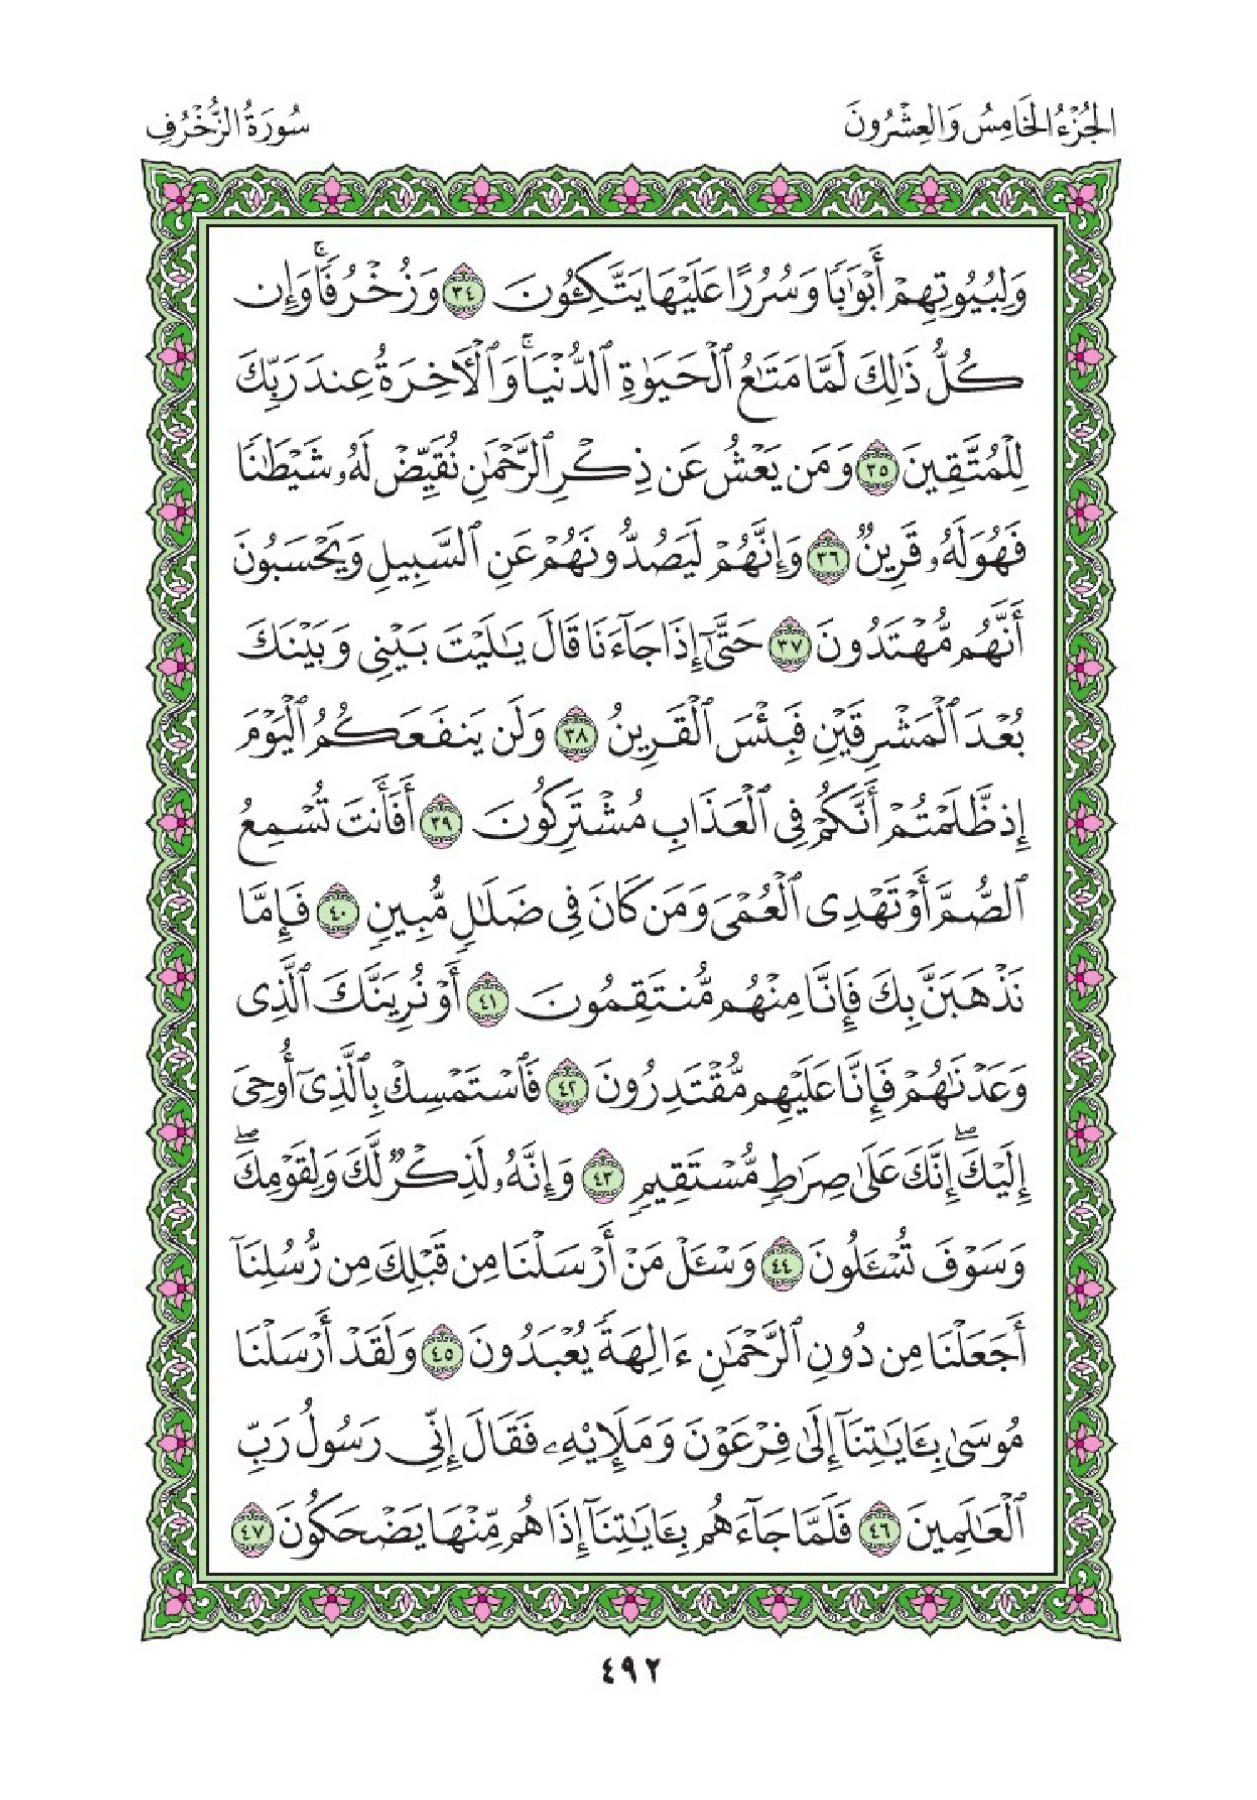 الجُزْءُ الخَامِسُ وَالعِشْرُونَ
سُورَةُ الزُّخْرُفِ
وَلِبُيُوتِهِمْ أَبْوَٰبًا وَسُرُرًا عَلَيْهَا يَتَّكِـُٔونَ ٣٤ وَزُخْرُفًاۚ وَإِن
كُلُّ ذَٰلِكَ لَمَّا مَتَٰعُ ٱلْحَيَوٰةِ ٱلدُّنْيَاۚ وَٱلْأٓخِرَةُ عِندَ رَبِّكَ
لِلْمُتَّقِينَ ٣٥ وَمَن يَعْشُ عَن ذِكْرِ ٱلرَّحْمَٰنِ نُقَيِّضْ لَهُۥ شَيْطَٰنًا
فَهُوَ لَهُۥ قَرِينٌ ٣٦ وَإِنَّهُمْ لَيَصُدُّونَهُمْ عَنِ ٱلسَّبِيلِ وَيَحْسَبُونَ
أَنَّهُم مُّهْتَدُونَ ٣٧ حَتَّىٰٓ إِذَا جَآءَنَا قَالَ يَٰلَيْتَ بَيْنِى وَبَيْنَكَ
بُعْدَ ٱلْمَشْرِقَيْنِ فَبِئْسَ ٱلْقَرِينُ ٣٨ وَلَن يَنفَعَكُمُ ٱلْيَوْمَ
إِذ ظَّلَمْتُمْ أَنَّكُمْ فِى ٱلْعَذَابِ مُشْتَرِكُونَ ٣٩ أَفَأَنتَ تُسْمِعُ
ٱلصُّمَّ أَوْ تَهْدِى ٱلْعُمْىَ وَمَن كَانَ فِى ضَلَٰلٍ مُّبِينٍ ٤٠ فَإِمَّا
نَذْهَبَنَّ بِكَ فَإِنَّا مِنْهُم مُّنتَقِمُونَ ٤١ أَوْ نُرِيَنَّكَ ٱلَّذِى
وَعَدْنَٰهُمْ فَإِنَّا عَلَيْهِم مُّقْتَدِرُونَ ٤٢ فَٱسْتَمْسِكْ بِٱلَّذِىٓ أُوحِىَ
إِلَيْكَۖ إِنَّكَ عَلَىٰ صِرَٰطٍ مُّسْتَقِيمٍ ٤٣ وَإِنَّهُۥ لَذِكْرٌ لَّكَ وَلِقَوْمِكَۖ
وَسَوْفَ تُسْـَٔلُونَ ٤٤ وَسْـَٔلْ مَنْ أَرْسَلْنَا مِن قَبْلِكَ مِن رُّسُلِنَآ
أَجَعَلْنَا مِن دُونِ ٱلرَّحْمَٰنِ ءَالِهَةً يُعْبَدُونَ ٤٥ وَلَقَدْ أَرْسَلْنَا
مُوسَىٰ بِـَٔايَٰتِنَآ إِلَىٰ فِرْعَوْنَ وَمَلَإِي۟هِۦ فَقَالَ إِنِّى رَسُولُ رَبِّ
ٱلْعَٰلَمِينَ ٤٦ فَلَمَّا جَآءَهُم بِـَٔايَٰتِنَآ إِذَا هُم مِّنْهَا يَضْحَكُونَ ٤٧
٤٩٢